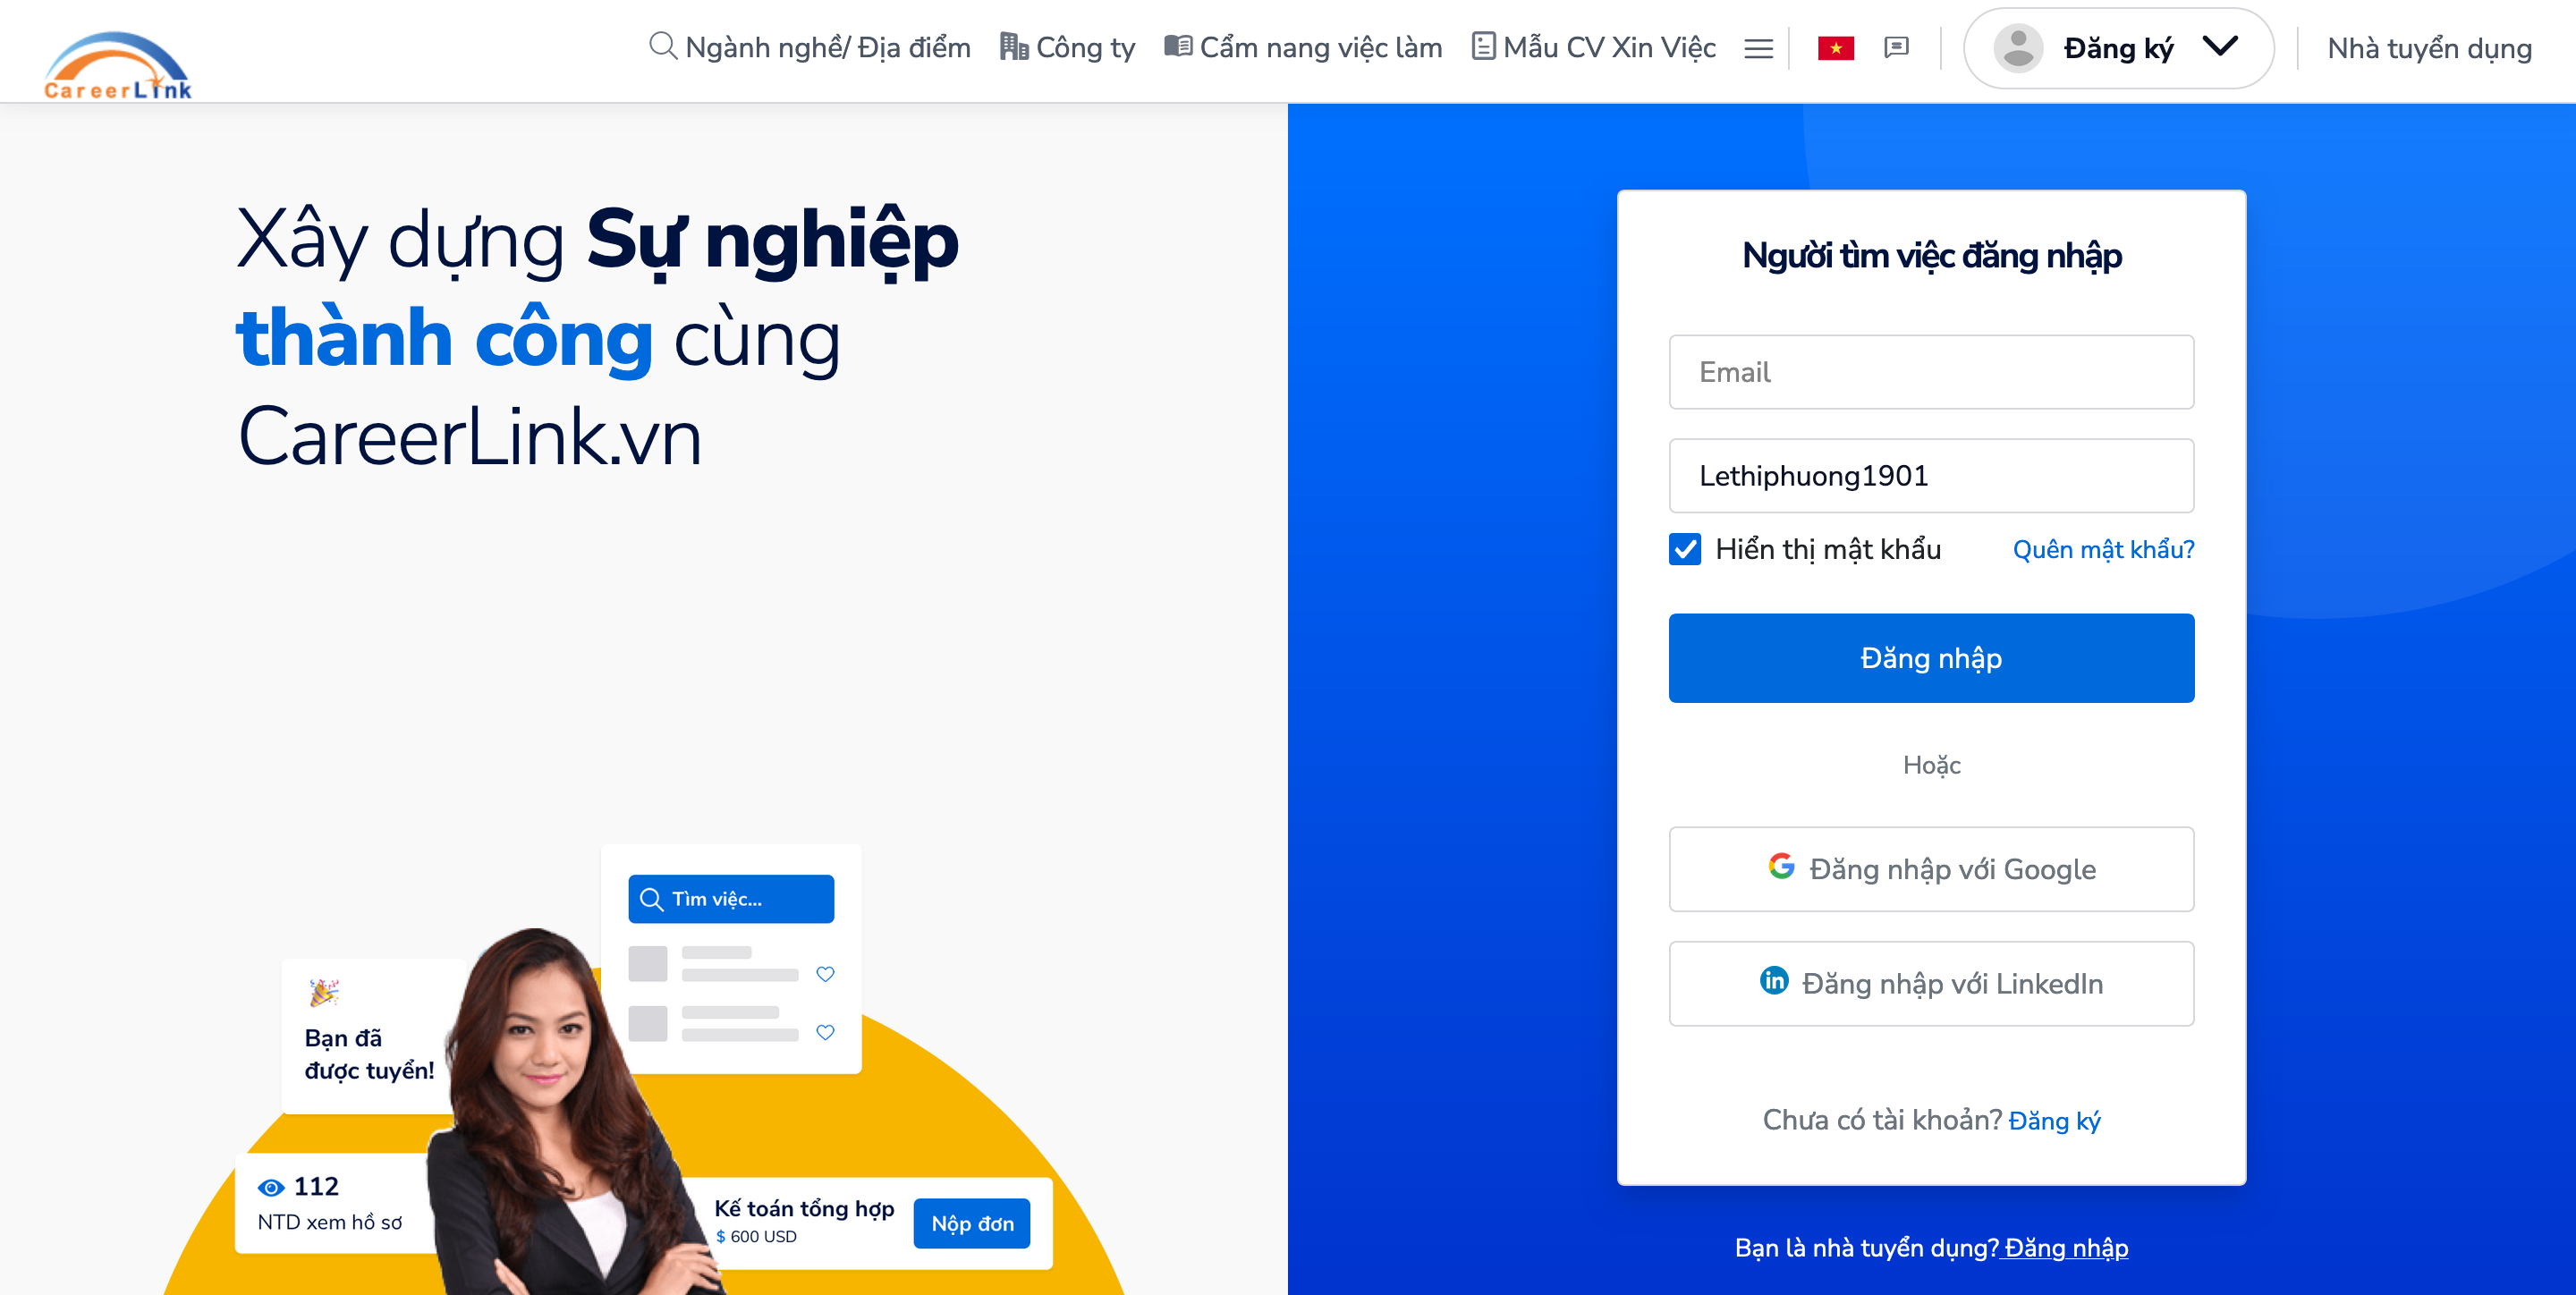 CareerLink
Ngành nghề/ Địa điểm
Công ty
Cẩm nang việc làm
Mẫu CV Xin Việc
Đăng ký
Nhà tuyển dụng
Xây dựng Sự nghiệp
thành công cùng
CareerLink.vn
Tìm việc...
Bạn đã
được tuyển!
112
NTD xem hồ sơ
Kế toán tổng hợp
$ 600 USD
Nộp đơn
Người tìm việc đăng nhập
Email
Lethiphuong1901
Hiển thị mật khẩu
Quên mật khẩu?
Đăng nhập
Hoặc
Đăng nhập với Google
Đăng nhập với LinkedIn
Chưa có tài khoản? Đăng ký
Bạn là nhà tuyển dụng? Đăng nhập